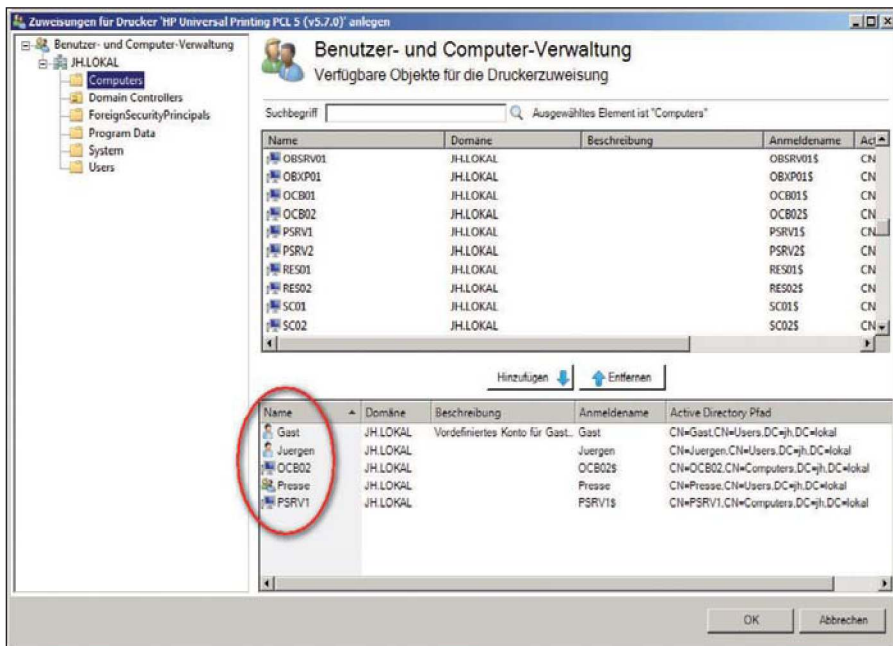 Zuweisungen für Drucker 'HP Universal Printing PCL 5 (v5.7.0)' anlegen
Benutzer- und Computer-Verwaltung
JH.LOKAL
Computers
Domain Controllers
ForeignSecurityPrincipals
Program Data
System
Users
Benutzer- und Computer-Verwaltung
Verfügbare Objekte für die Druckerzuweisung
Suchbegriff Ausgewähltes Element ist "Computers"
Name Domäne Beschreibung Anmeldename Act
OBSRV01 JH.LOKAL OBSRV01$ CN
OBXP01 JH.LOKAL OBXP01$ CN
OCB01 JH.LOKAL OCB01$ CN
OCB02 JH.LOKAL OCB02$ CN
PSRV1 JH.LOKAL PSRV1$ CN
PSRV2 JH.LOKAL PSRV2$ CN
RES01 JH.LOKAL RES01$ CN
RES02 JH.LOKAL RES02$ CN
SC01 JH.LOKAL SC01$ CN
SC02 JH.LOKAL SC02$ CN
Hinzufügen Entfernen
Name Domäne Beschreibung Anmeldename Active Directory Pfad
Gast JH.LOKAL Vordefiniertes Konto für Gast... Gast CN=Gast,CN=Users,DC=jh,DC=lokal
Juergen JH.LOKAL Juergen CN=Juergen,CN=Users,DC=jh,DC=lokal
OCB02 JH.LOKAL OCB02$ CN=OCB02,CN=Computers,DC=jh,DC=lokal
Presse JH.LOKAL Presse CN=Presse,CN=Users,DC=jh,DC=lokal
PSRV1 JH.LOKAL PSRV1$ CN=PSRV1,CN=Computers,DC=jh,DC=lokal
OK Abbrechen